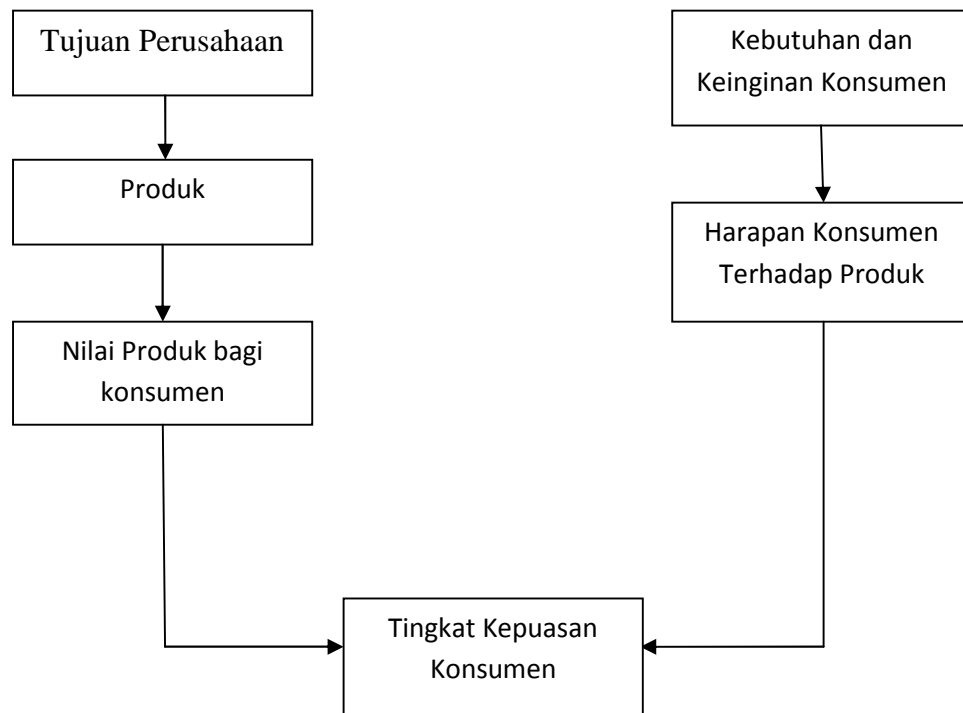 Tujuan Perusahaan
Produk
Nilai Produk bagi
konsumen
Kebutuhan dan
Keinginan Konsumen
Harapan Konsumen
Terhadap Produk
Tingkat Kepuasan
Konsumen